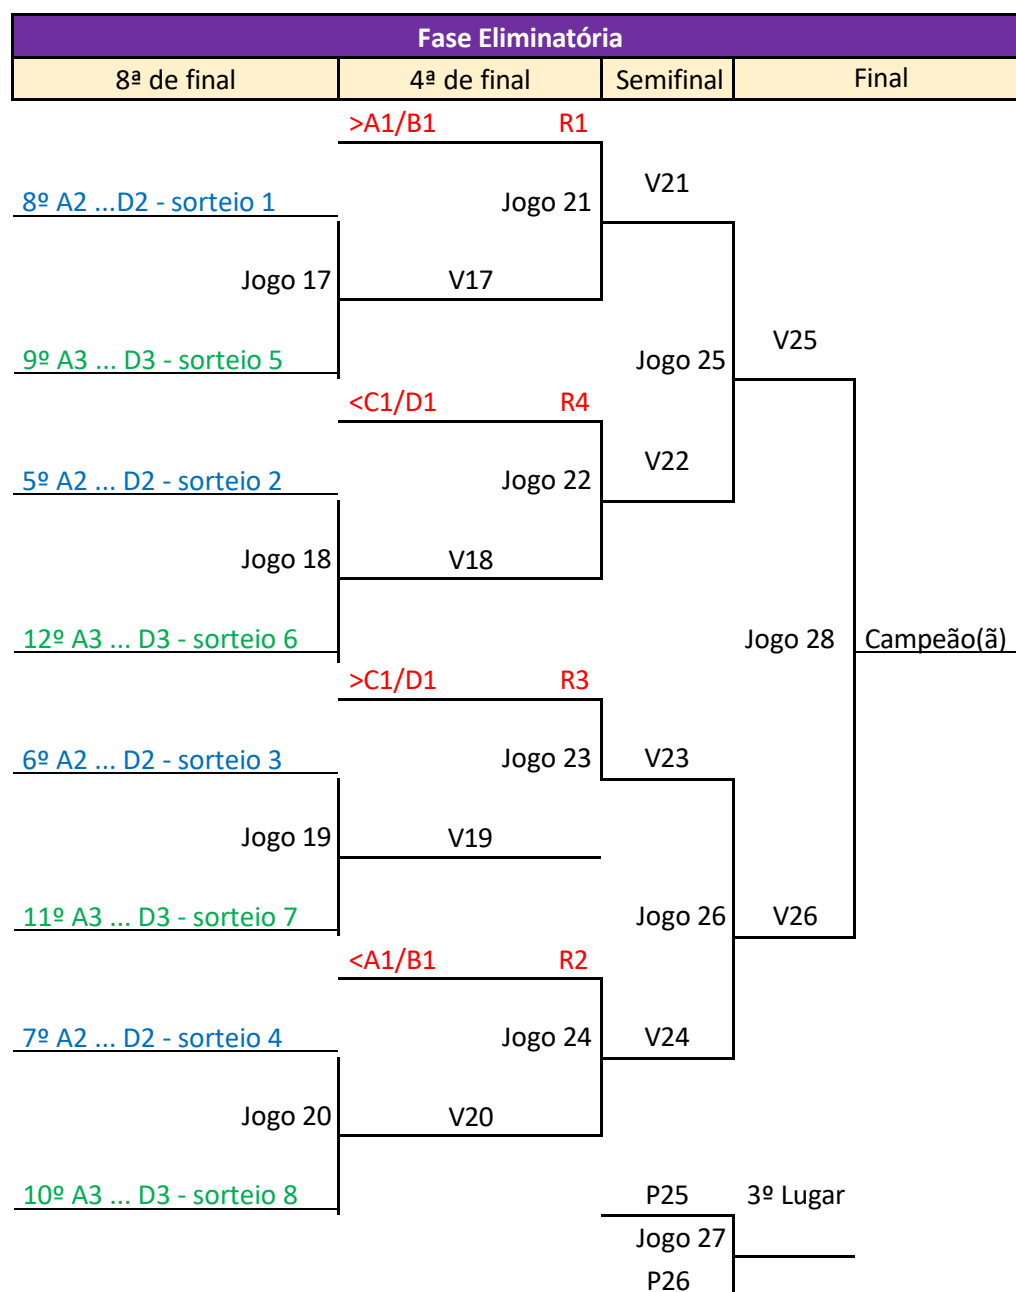 Fase Eliminatória
8ª de final 4ª de final Semifinal Final
>A1/B1 R1
V21
8º A2 ...D2 - sorteio 1 Jogo 21
Jogo 17 V17
V25
9º A3 ... D3 - sorteio 5 Jogo 25
<C1/D1 R4
V22
5º A2 ... D2 - sorteio 2 Jogo 22
Jogo 18 V18
12º A3 ... D3 - sorteio 6 Jogo 28 Campeão(ã)
>C1/D1 R3
6º A2 ... D2 - sorteio 3 Jogo 23 V23
Jogo 19 V19
11º A3 ... D3 - sorteio 7 Jogo 26 V26
<A1/B1 R2
7º A2 ... D2 - sorteio 4 Jogo 24 V24
Jogo 20 V20
10º A3 ... D3 - sorteio 8 P25 3º Lugar
Jogo 27
P26